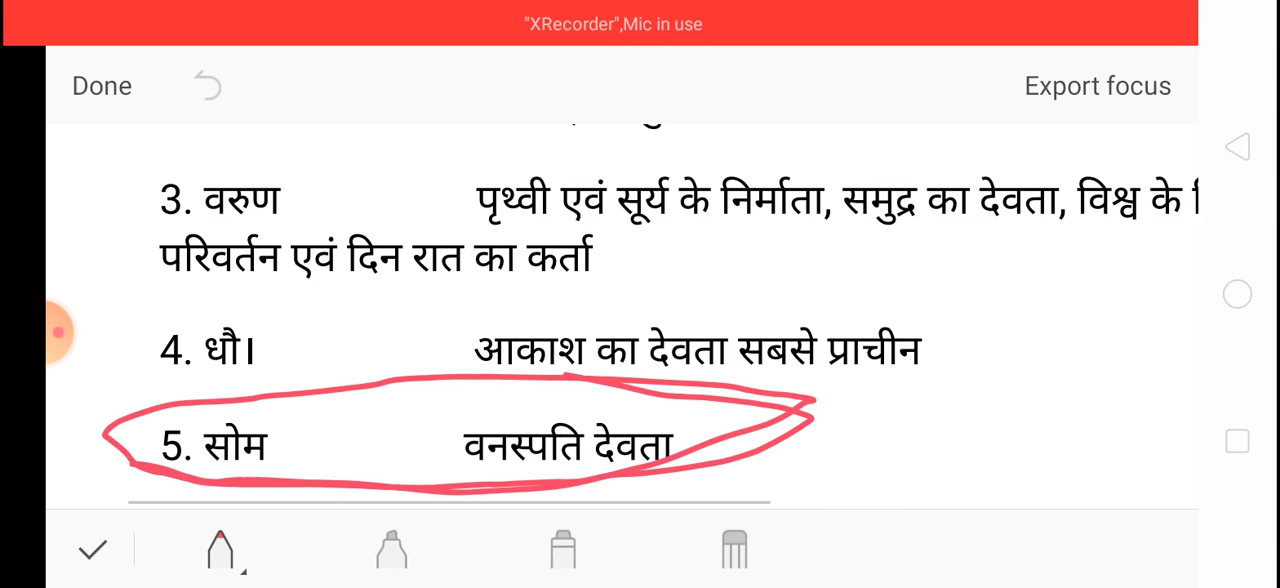 "XRecorder",Mic in use
Done
Export focus
3. वरुण पृथ्वी एवं सूर्य के निर्माता, समुद्र का देवता, विश्व के
परिवर्तन एवं दिन रात का कर्ता
4. धौ। आकाश का देवता सबसे प्राचीन
5. सोम वनस्पति देवता